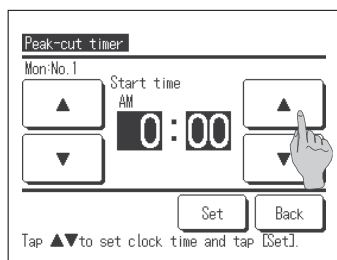 Peak-cut timer
Mon:No.1
Start time
AM
0:00
▲ ▲
▼ ▼
Set Back
Tap ▲▼to set clock time and tap [Set].